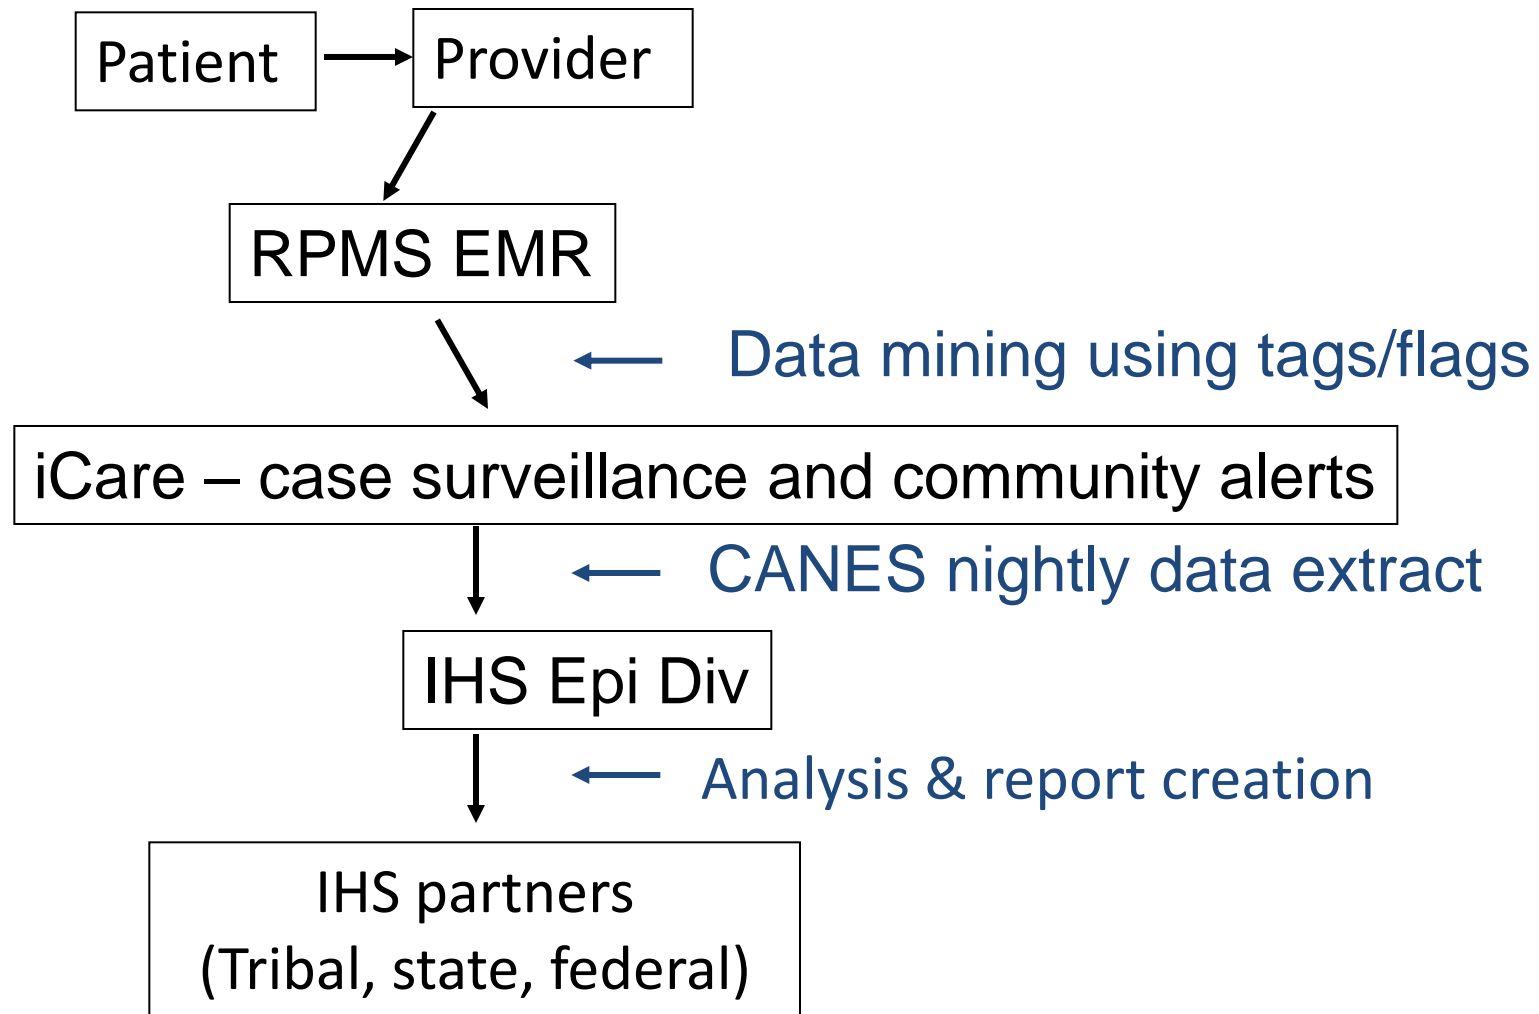 Patient
Provider
RPMS EMR
Data mining using tags/flags
iCare – case surveillance and community alerts
CANES nightly data extract
IHS Epi Div
Analysis & report creation
IHS partners
(Tribal, state, federal)